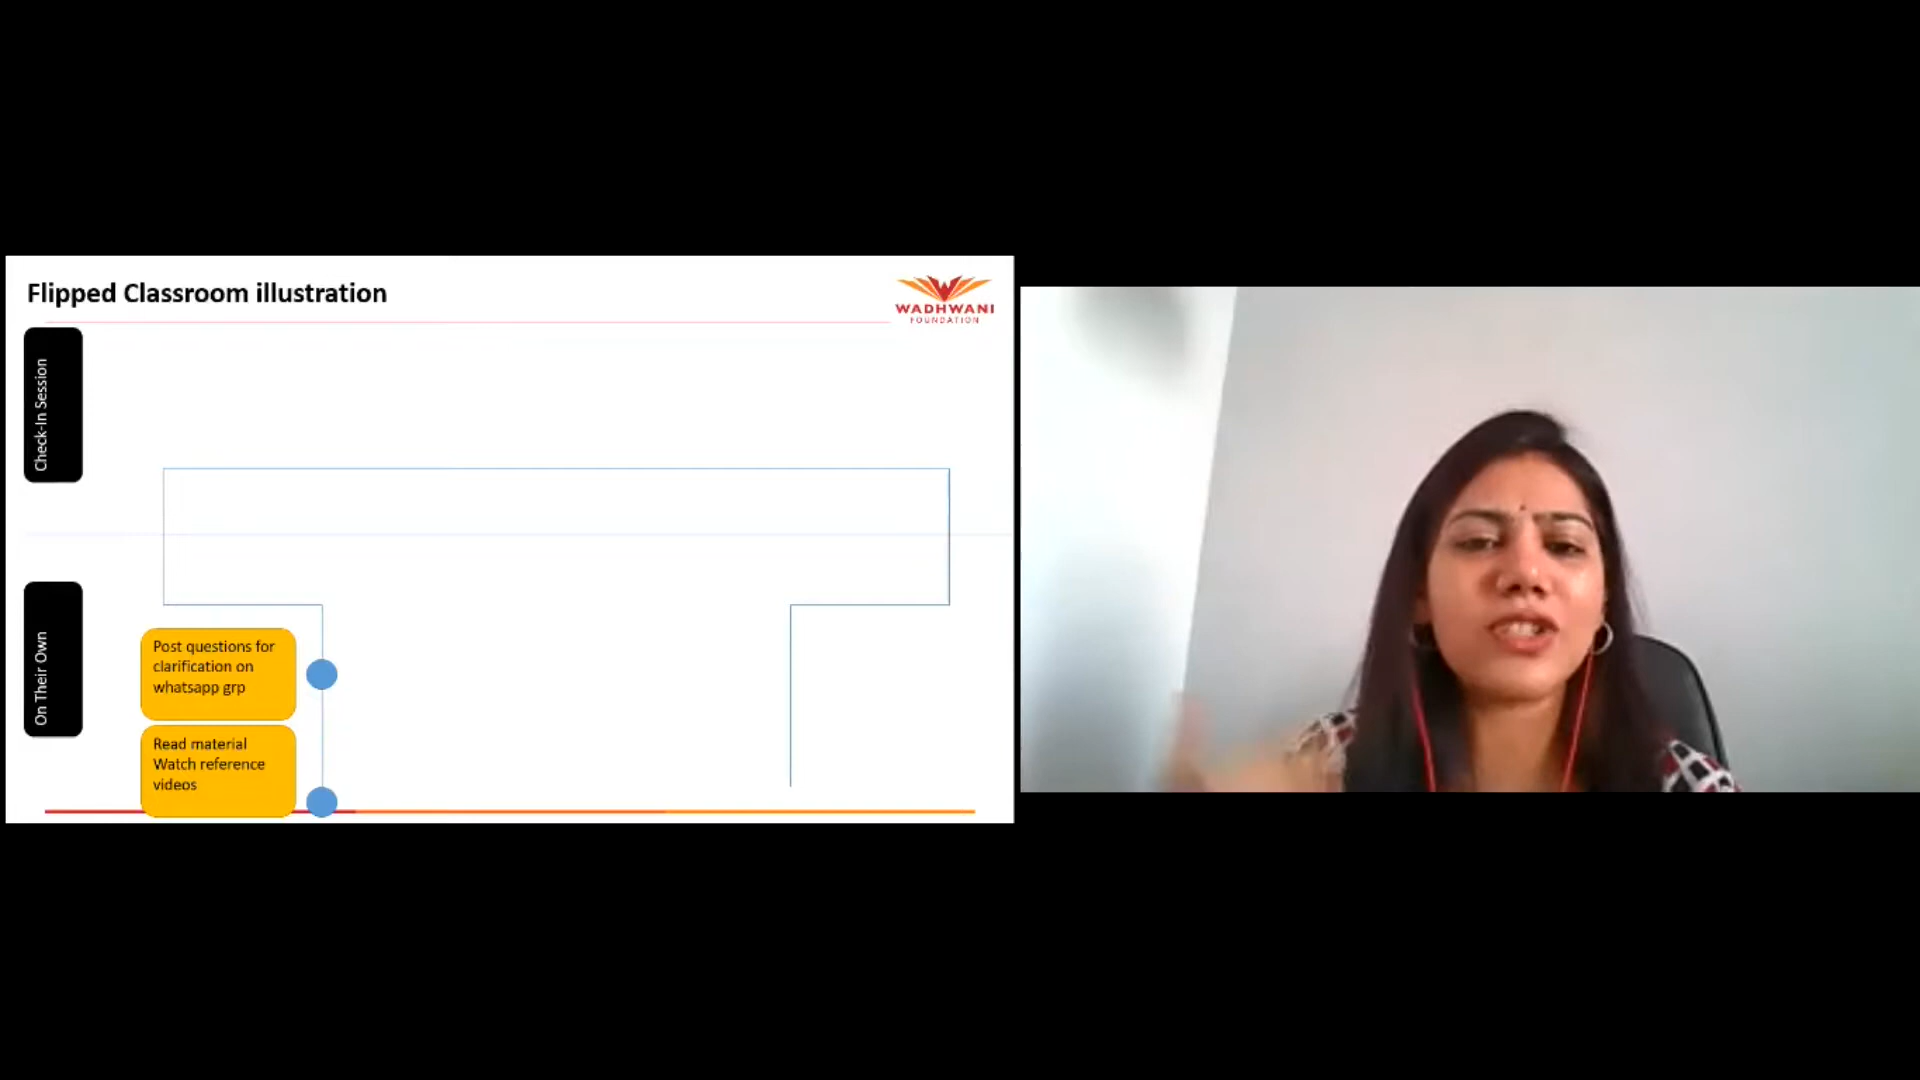 Flipped Classroom illustration
WADHWANI
FOUNDATION
Check-In Session
On Their Own
Post questions for
clarification on
whatsapp grp
Read material
Watch reference
videos